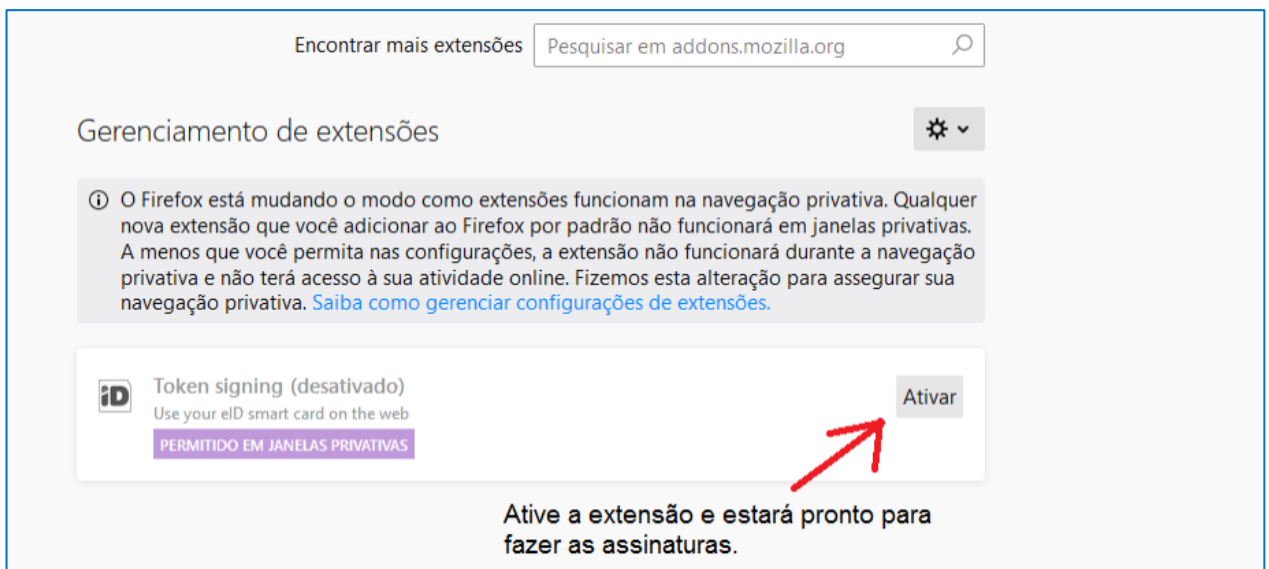 Encontrar mais extensões
Pesquisar em addons.mozilla.org
Gerenciamento de extensões
O Firefox está mudando o modo como extensões funcionam na navegação privativa. Qualquer
nova extensão que você adicionar ao Firefox por padrão não funcionará em janelas privativas.
A menos que você permita nas configurações, a extensão não funcionará durante a navegação
privativa e não terá acesso à sua atividade online. Fizemos esta alteração para assegurar sua
navegação privativa. Saiba como gerenciar configurações de extensões.
iD
Token signing (desativado)
Ativar
Use your eID smart card on the web
PERMITIDO EM JANELAS PRIVATIVAS
Ative a extensão e estará pronto para
fazer as assinaturas.